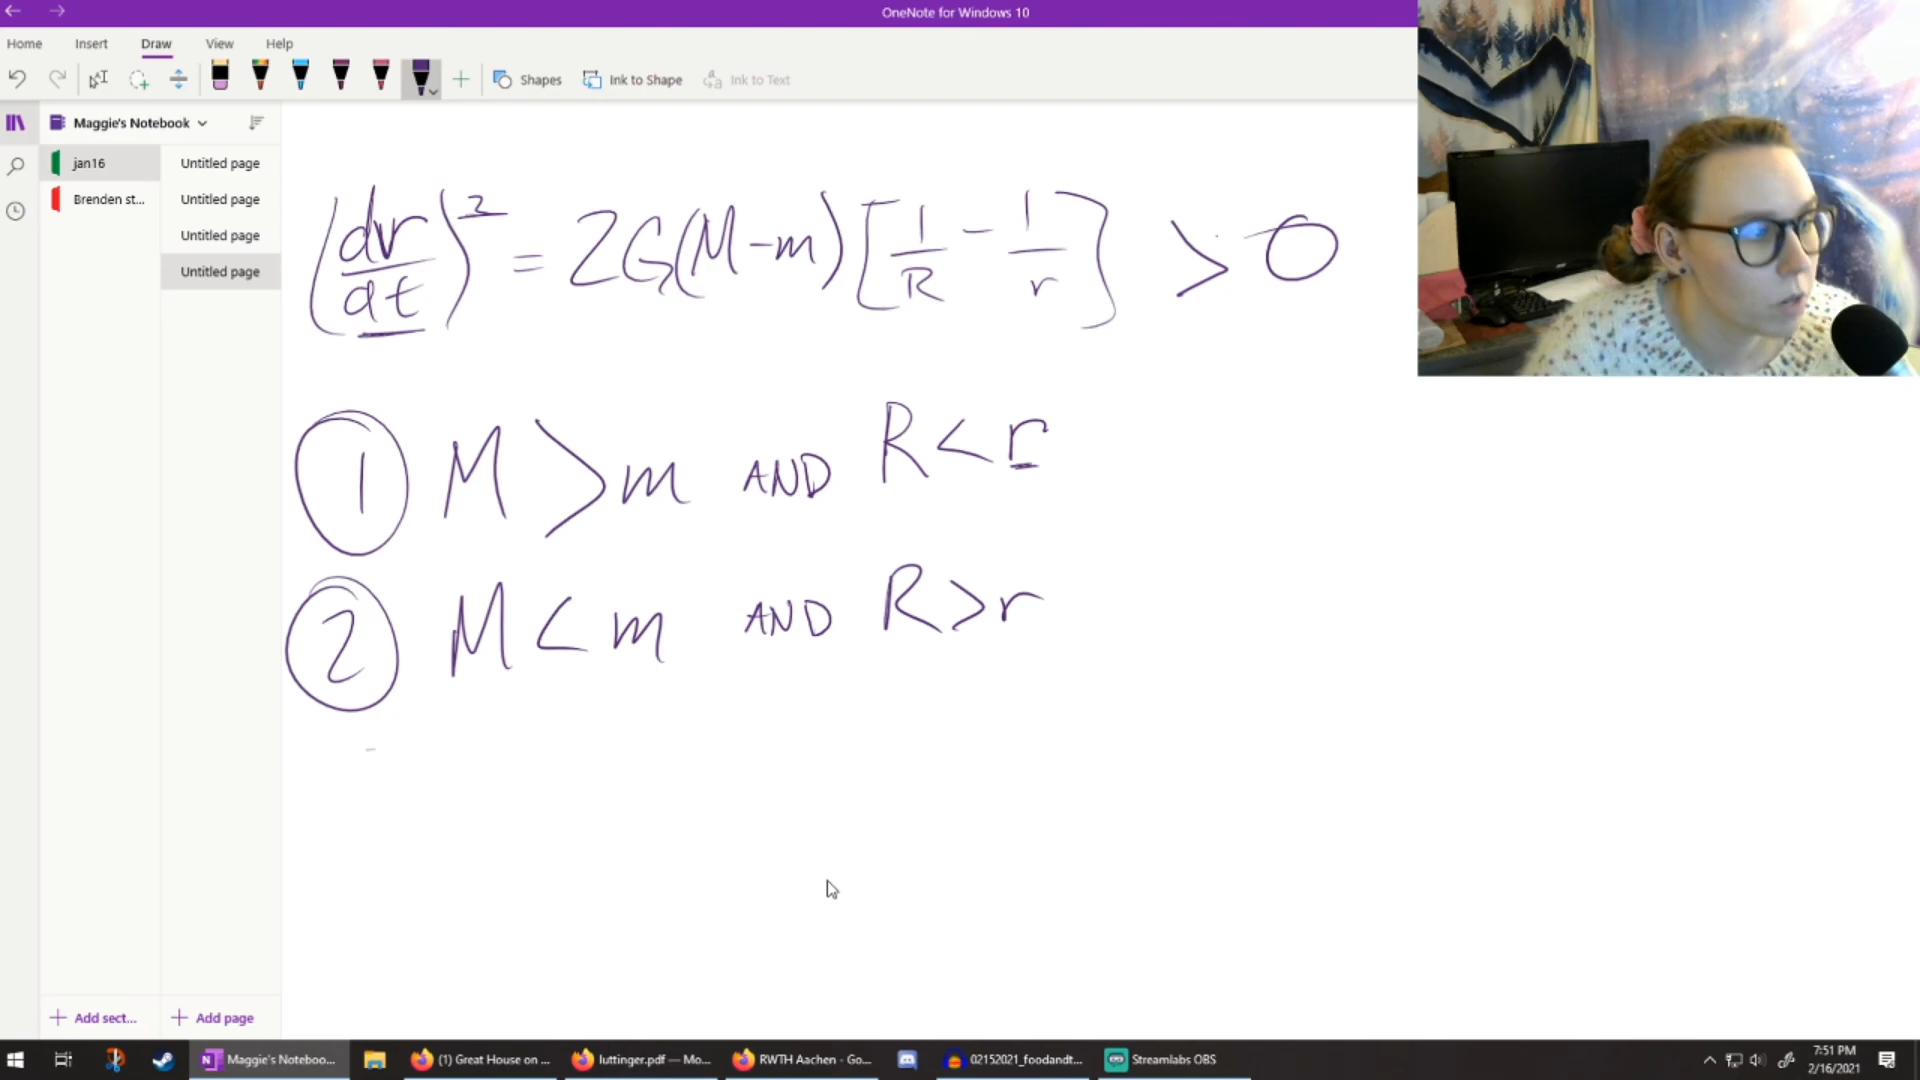 OneNote for Windows 10
Home Insert Draw View Help
Shapes Ink to Shape Ink to Text
Maggie's Notebook
jan16 Untitled page
Brenden st... Untitled page
Untitled page
Untitled page
(dr/dt)² = 2G(M-m)[1/R - 1/r] > 0
1 M > m AND R < r
2 M < m AND R > r
+ Add sect... + Add page
Maggie's Noteboo... (1) Great House on ... luttinger.pdf — Mo... RWTH Aachen - Go... 02152021_foodandt... Streamlabs OBS
7:51 PM
2/16/2021